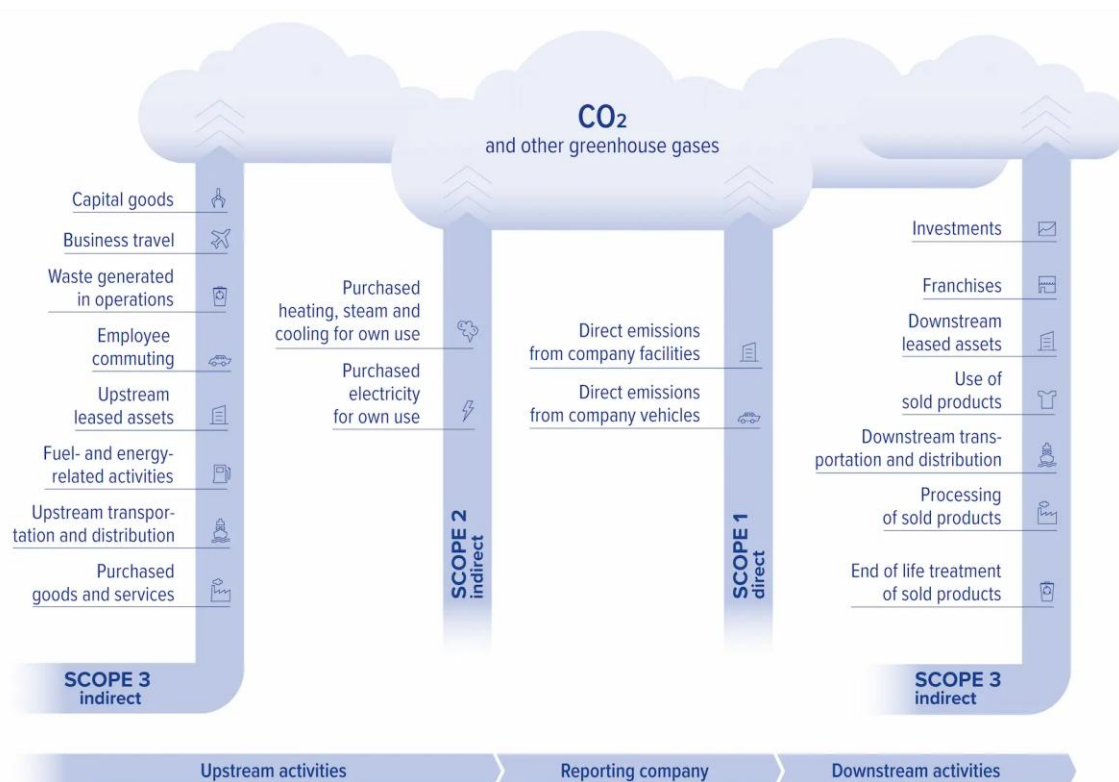 CO₂
and other greenhouse gases
Capital goods
Business travel
Waste generated
in operations
Employee
commuting
Upstream
leased assets
Fuel- and energy-
related activities
Upstream transpor-
tation and distribution
Purchased
goods and services
SCOPE 3
indirect
Purchased
heating, steam and
cooling for own use
Purchased
electricity
for own use
SCOPE 2
indirect
Direct emissions
from company facilities
Direct emissions
from company vehicles
SCOPE 1
direct
Investments
Franchises
Downstream
leased assets
Use of
sold products
Downstream trans-
portation and distribution
Processing
of sold products
End of life treatment
of sold products
SCOPE 3
indirect
Upstream activities
Reporting company
Downstream activities